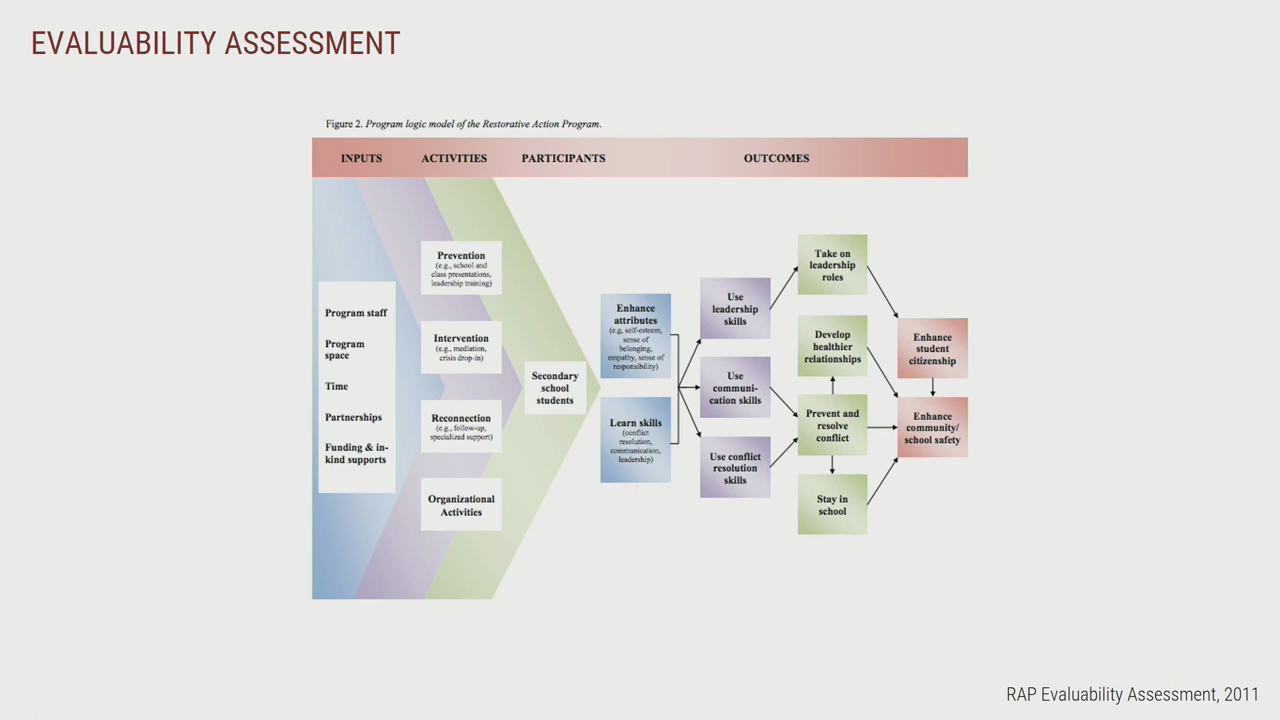 EVALUABILITY ASSESSMENT
Figure 2. Program logic model of the Restorative Action Program.
INPUTS ACTIVITIES PARTICIPANTS OUTCOMES
Program staff
Program
space
Time
Partnerships
Funding & in-
kind supports
Prevention
(e.g., school and
class presentations,
leadership training)
Intervention
(e.g., mediation,
crisis drop-in)
Reconnection
(e.g., follow-up,
specialized support)
Organizational
Activities
Secondary
school
students
Enhance
attributes
(e.g, self-esteem,
sense of
belonging,
empathy, sense of
responsibility)
Learn skills
(conflict
resolution,
communication,
leadership)
Use
leadership
skills
Use
communi-
cation skills
Use conflict
resolution
skills
Take on
leadership
roles
Develop
healthier
relationships
Prevent and
resolve
conflict
Stay in
school
Enhance
student
citizenship
Enhance
community/
school safety
RAP Evaluability Assessment, 2011